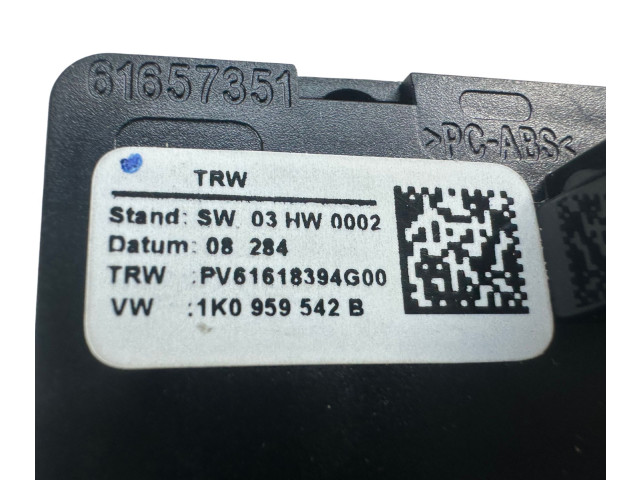 61657351
>PC-ABS<
TRW
Stand: SW 03 HW 0002
Datum: 08 284
TRW :PV61618394G00
VW :1K0 959 542 B